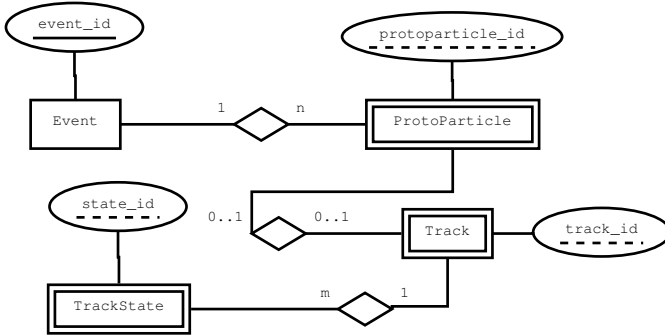 event_id
protoparticle_id
Event
1
n
ProtoParticle
state_id
0..1
0..1
Track
track_id
TrackState
m
1